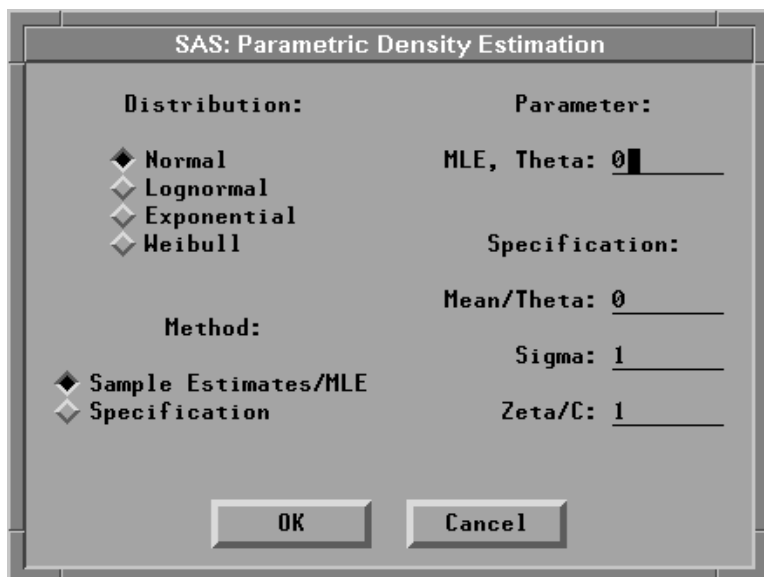 SAS: Parametric Density Estimation
Distribution:
Normal
Lognormal
Exponential
Weibull
Method:
Sample Estimates/MLE
Specification
Parameter:
MLE, Theta: 0
Specification:
Mean/Theta: 0
Sigma: 1
Zeta/C: 1
OK
Cancel